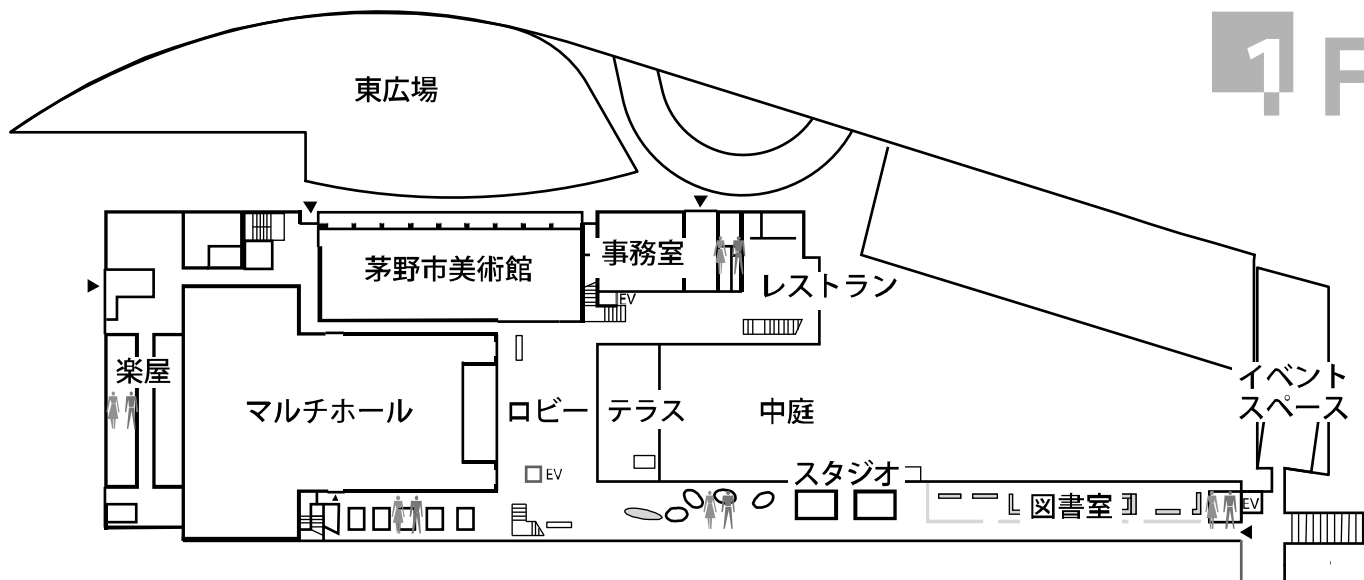 1F
東広場
茅野市美術館
事務室
EV
レストラン
楽屋
マルチホール
ロビー
テラス
中庭
イベント
スペース
EV
スタジオ
図書室
EV